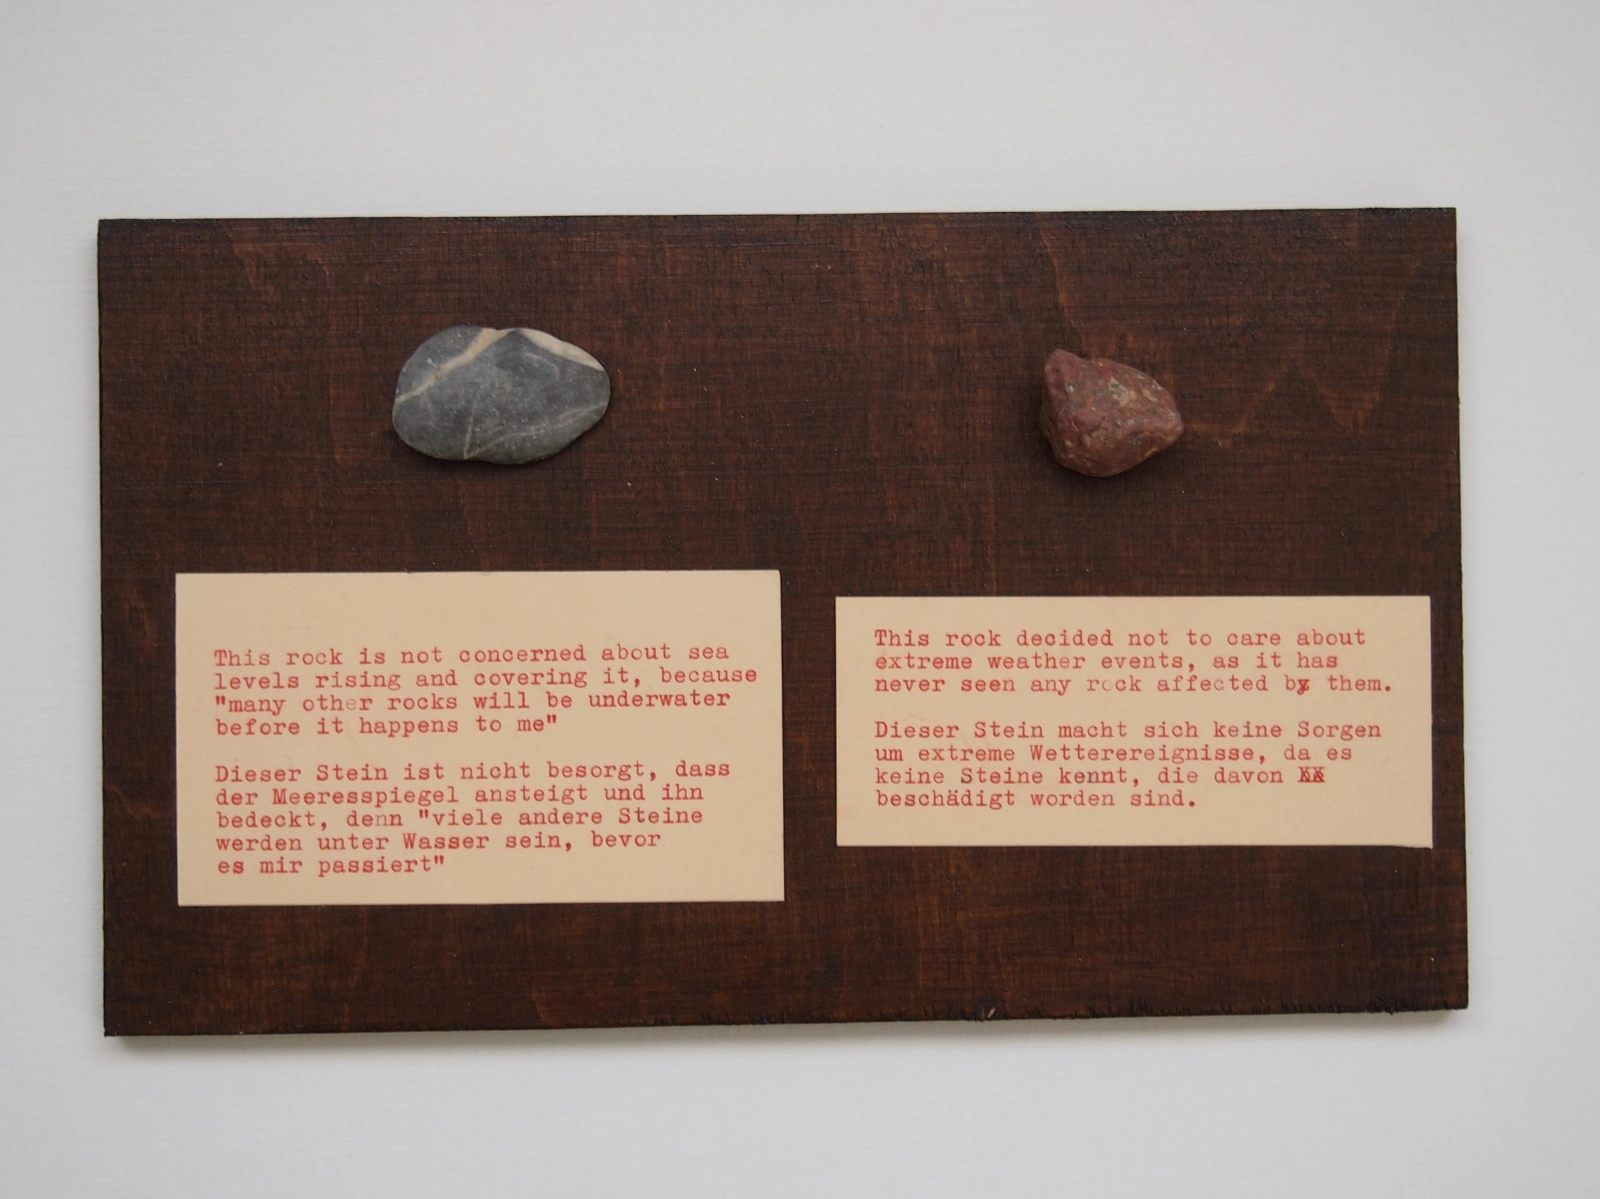 This rock is not concerned about sea
levels rising and covering it, because
"many other rocks will be underwater
before it happens to me"
Dieser Stein ist nicht besorgt, dass
der Meeresspiegel ansteigt und ihn
bedeckt, denn "viele andere Steine
werden unter Wasser sein, bevor
es mir passiert"
This rock decided not to care about
extreme weather events, as it has
never seen any rock affected by them.
Dieser Stein macht sich keine Sorgen
um extreme Wetterereignisse, da es
keine Steine kennt, die davon
beschädigt worden sind.